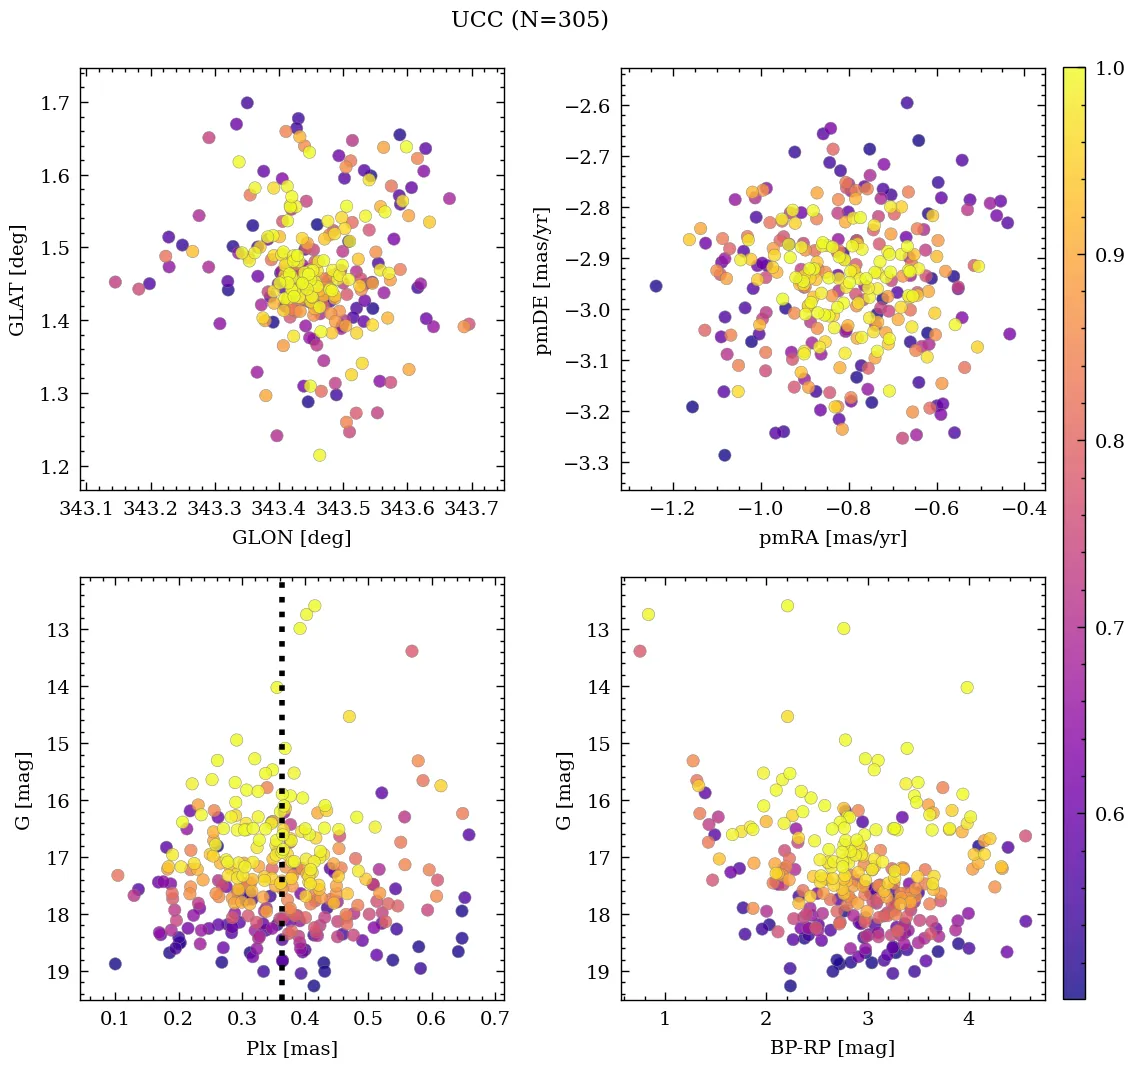 UCC (N=305)
1.7
1.6
1.5
1.4
1.3
1.2
GLAT [deg]
343.1 343.2 343.3 343.4 343.5 343.6 343.7
GLON [deg]
−2.6
−2.7
−2.8
−2.9
−3.0
−3.1
−3.2
−3.3
pmDE [mas/yr]
−1.2 −1.0 −0.8 −0.6 −0.4
pmRA [mas/yr]
1.0
0.9
0.8
0.7
0.6
13
14
15
16
17
18
19
G [mag]
0.1 0.2 0.3 0.4 0.5 0.6 0.7
Plx [mas]
13
14
15
16
17
18
19
G [mag]
1 2 3 4
BP-RP [mag]